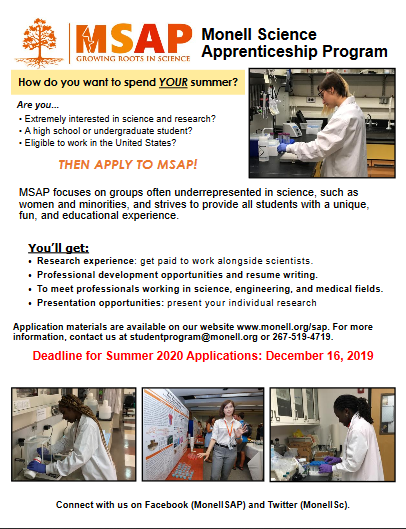 MSAP
GROWING ROOTS IN SCIENCE
Monell Science
Apprenticeship Program
How do you want to spend YOUR summer?
Are you...
• Extremely interested in science and research?
• A high school or undergraduate student?
• Eligible to work in the United States?
THEN APPLY TO MSAP!
MSAP focuses on groups often underrepresented in science, such as
women and minorities, and strives to provide all students with a unique,
fun, and educational experience.
You'll get:
• Research experience: get paid to work alongside scientists.
• Professional development opportunities and resume writing.
• To meet professionals working in science, engineering, and medical fields.
• Presentation opportunities: present your individual research
Application materials are available on our website www.monell.org/sap. For more
information, contact us at studentprogram@monell.org or 267-519-4719.
Deadline for Summer 2020 Applications: December 16, 2019
Connect with us on Facebook (MonellSAP) and Twitter (MonellSc).